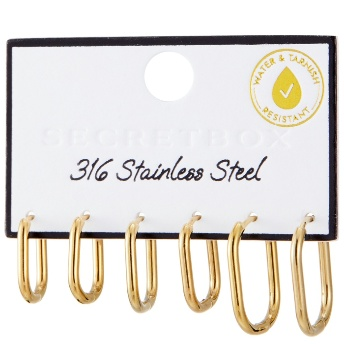 WATER & TARNISH
RESISTANT
SECRETBOX
316 Stainless Steel